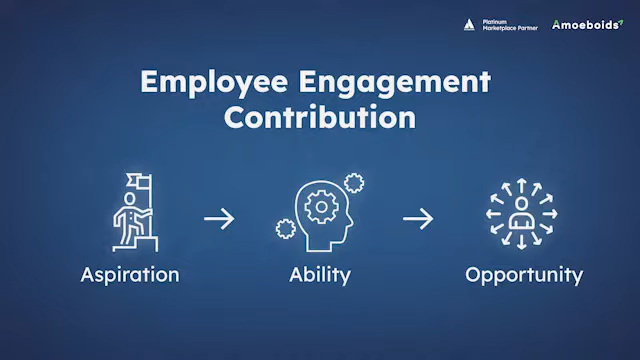 Platinum
Marketplace Partner
Amoeboids
Employee Engagement
Contribution
Aspiration
Ability
Opportunity